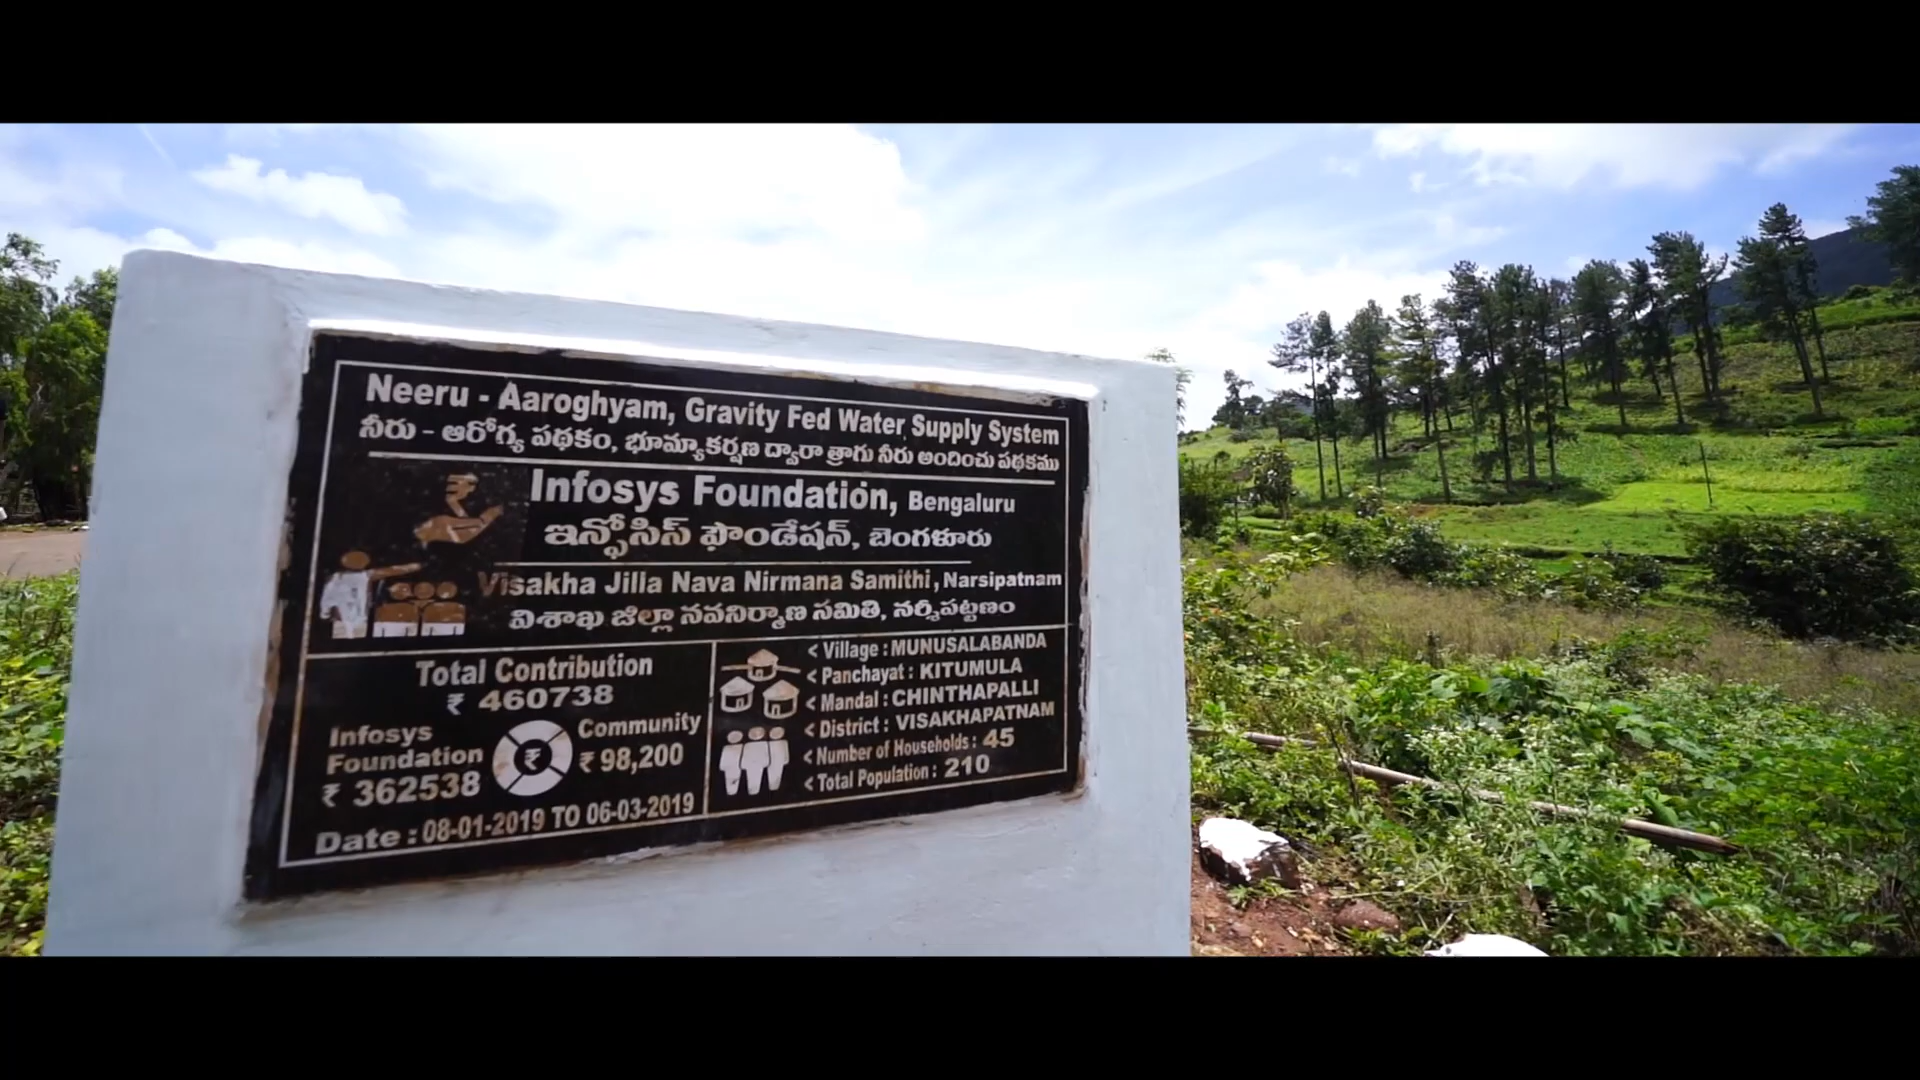 Neeru - Aaroghyam, Gravity Fed Water Supply System
నీరు - ఆరోగ్య పథకం, భూమ్యాకర్షణ ద్వారా త్రాగు నీరు అందించు పథకము
Infosys Foundation, Bengaluru
ఇన్ఫోసిస్ ఫౌండేషన్, బెంగళూరు
Visakha Jilla Nava Nirmana Samithi, Narsipatnam
విశాఖ జిల్లా నవనిర్మాణ సమితి, నర్సీపట్టణం
Total Contribution
₹ 460738
Infosys
Foundation
₹ 362538
₹
Community
₹ 98,200
Date : 08-01-2019 TO 06-03-2019
< Village : MUNUSALABANDA
< Panchayat : KITUMULA
< Mandal : CHINTHAPALLI
< District : VISAKHAPATNAM
< Number of Households : 45
< Total Population : 210